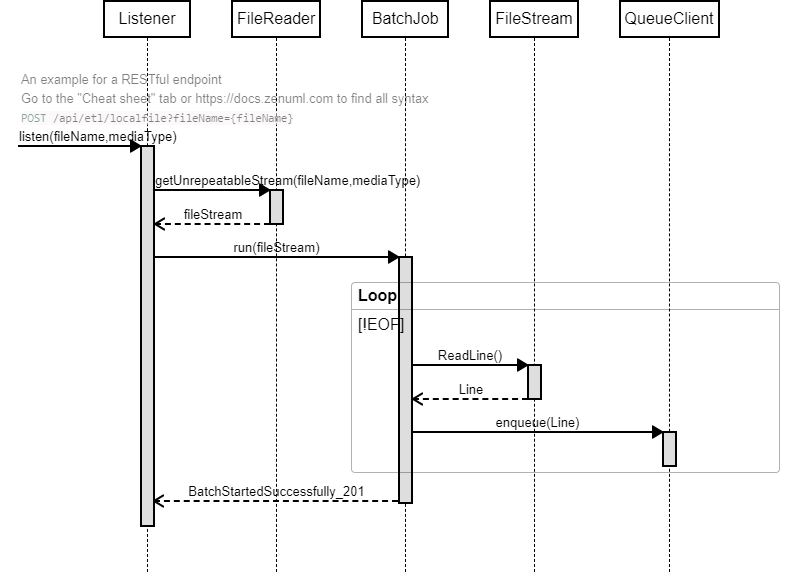 Listener FileReader BatchJob FileStream QueueClient
An example for a RESTful endpoint
Go to the "Cheat sheet" tab or https://docs.zenuml.com to find all syntax
POST /api/etl/localfile?fileName={fileName}
listen(fileName,mediaType)
getUnrepeatableStream(fileName,mediaType)
fileStream
run(fileStream)
Loop
[!EOF]
ReadLine()
Line
enqueue(Line)
BatchStartedSuccessfully_201